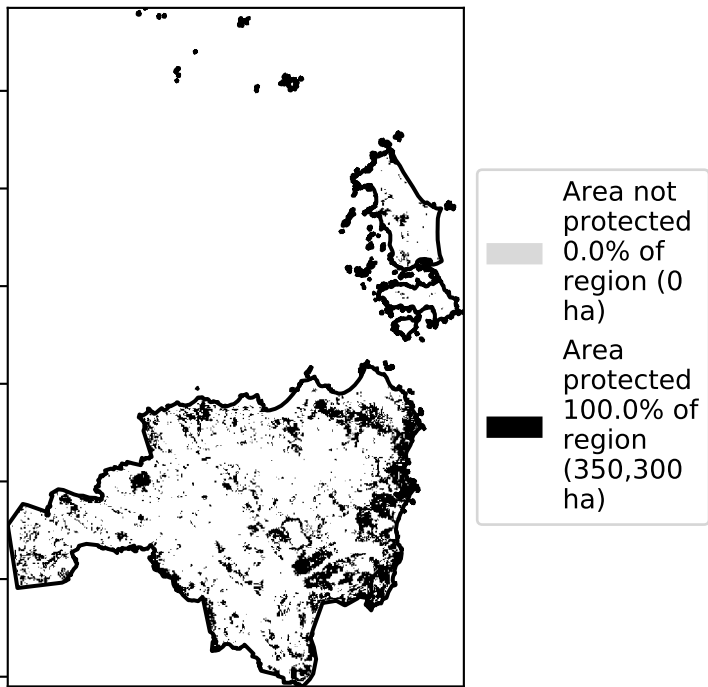 Area not
protected
0.0% of
region (0
ha)
Area
protected
100.0% of
region
(350,300
ha)